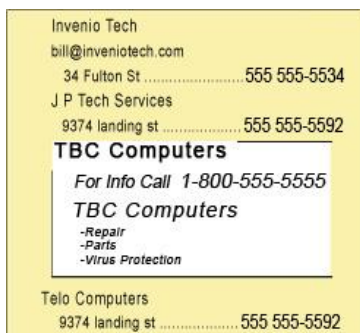 Invenio Tech
bill@inveniotech.com
34 Fulton St ...................... 555 555-5534
J P Tech Services
9374 landing st ................. 555 555-5592
TBC Computers
For Info Call 1-800-555-5555
TBC Computers
-Repair
-Parts
-Virus Protection
Telo Computers
9374 landing st .................. 555 555-5592